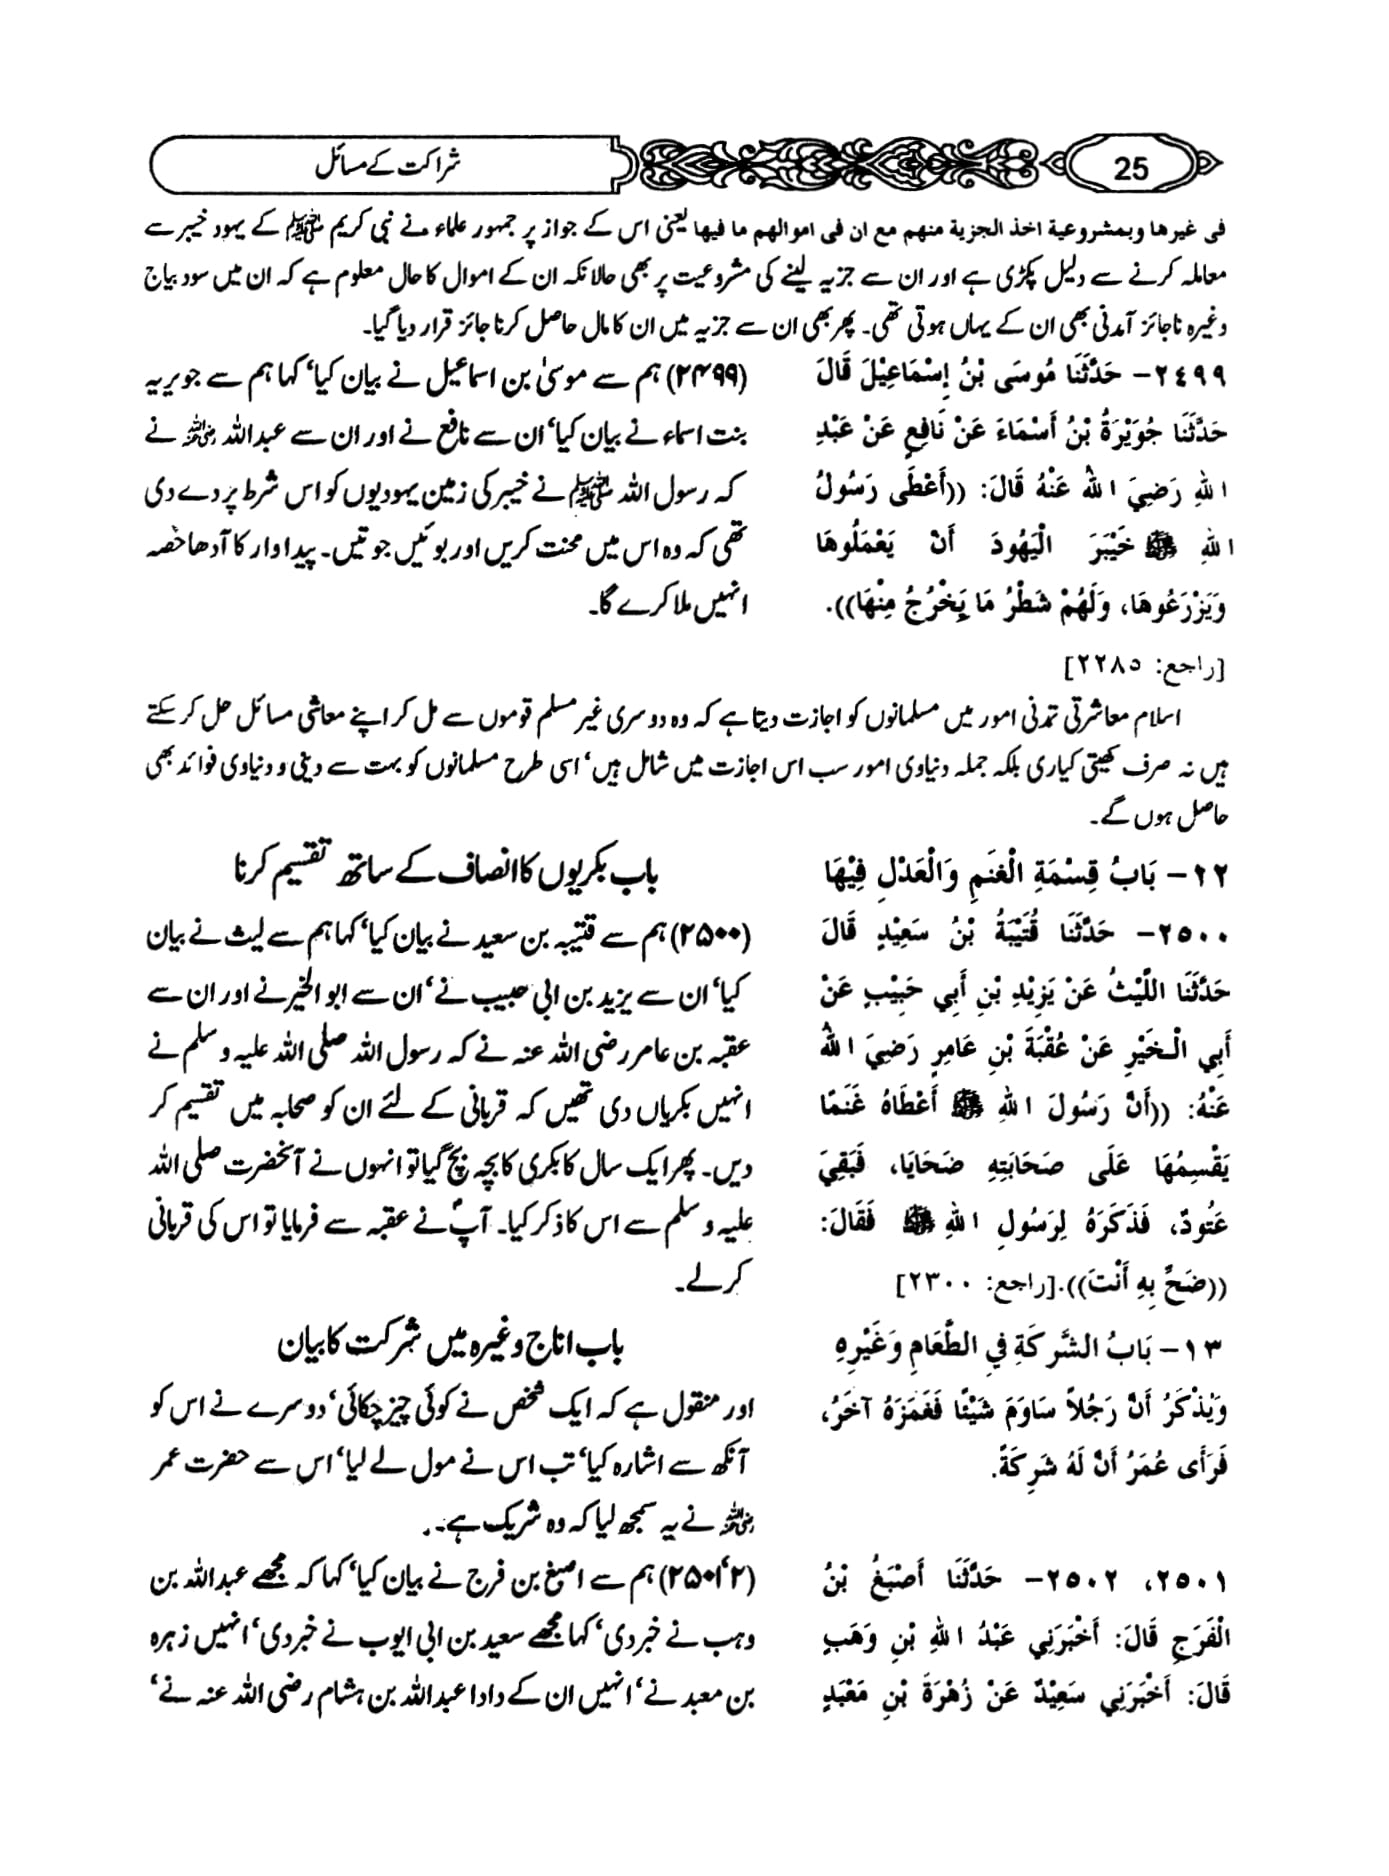 25
شراکت کے مسائل
فی غیرها وبمشروعیة اخذ الجزیة منهم مع ان فی اموالهم ما فیها یعنی اس کے جواز پر جمہور علماء نے نبی کریم ﷺ کے یہود خیبر سے
معاملہ کرنے سے دلیل پکڑی ہے اور ان سے جزیہ لینے کی مشروعیت پر بھی حالانکہ ان کے اموال کا حال معلوم ہے کہ ان میں سود بیاج
وغیرہ ناجائز آمدنی بھی ان کے یہاں ہوتی تھی۔ پھر بھی ان سے جزیہ میں ان کا مال حاصل کرنا جائز قرار دیا گیا۔
٢٤٩٩- حَدَّثَنَا مُوسَى بْنُ إِسْمَاعِيْلَ قَالَ
حَدَّثَنَا جُوَيْرَةُ بْنُ أَسْمَاءَ عَنْ نَافِعٍ عَنْ عَبْدِ
اللهِ رَضِيَ اللهُ عَنْهُ قَالَ: ((أَعْطَى رَسُولُ
اللهِ ﷺ خَيْبَرَ الْيَهُودَ أَنْ يَعْمَلُوهَا
وَيَزْرَعُوهَا، وَلَهُمْ شَطْرُ مَا يَخْرُجُ مِنْهَا)).
[راجع: ٢٢٨٥]
(۲۴۹۹) ہم سے موسیٰ بن اسماعیل نے بیان کیا‘ کہا ہم سے جویریہ
بنت اسماء نے بیان کیا‘ ان سے نافع نے اور ان سے عبداللہ رضی اللہ عنہ نے
کہ رسول اللہ ﷺ نے خیبر کی زمین یہودیوں کو اس شرط پر دے دی
تھی کہ وہ اس میں محنت کریں اور بوئیں جوتیں۔ پیداوار کا آدھا حصہ
انہیں ملا کرے گا۔
اسلام معاشرتی تمدنی امور میں مسلمانوں کو اجازت دیتا ہے کہ وہ دوسری غیر مسلم قوموں سے مل کر اپنے معاشی مسائل حل کر سکتے
ہیں نہ صرف کھیتی کیاری بلکہ جملہ دنیاوی امور سب اس اجازت میں شامل ہیں‘ اسی طرح مسلمانوں کو بہت سے دینی و دنیاوی فوائد بھی
حاصل ہوں گے۔
١٢- بَابُ قِسْمَةِ الْغَنَمِ وَالْعَدْلِ فِيْهَا
٢٥٠٠- حَدَّثَنَا قُتَيْبَةُ بْنُ سَعِيْدٍ قَالَ
حَدَّثَنَا اللَّيْثُ عَنْ يَزِيْدِ بْنِ أَبِي حَبِيْبٍ عَنْ
أَبِي الْخَيْرِ عَنْ عُقْبَةَ بْنِ عَامِرٍ رَضِيَ اللهُ
عَنْهُ: ((أَنَّ رَسُولَ اللهِ ﷺ أَعْطَاهُ غَنَمًا
يَقْسِمُهَا عَلَى صَحَابَتِهِ ضَحَايَا، فَبَقِيَ
عَتُودٌ، فَذَكَرَهُ لِرَسُولِ اللهِ ﷺ فَقَالَ:
((ضَحِّ بِهِ أَنْتَ)).[راجع: ٢٣٠٠]
باب بکریوں کا انصاف کے ساتھ تقسیم کرنا
(۲۵۰۰) ہم سے قتیبہ بن سعید نے بیان کیا‘ کہا ہم سے لیث نے بیان
کیا‘ ان سے یزید بن ابی حبیب نے‘ ان سے ابو الخیر نے اور ان سے
عقبہ بن عامر رضی اللہ عنہ نے کہ رسول اللہ صلی اللہ علیہ و سلم نے
انہیں بکریاں دی تھیں کہ قربانی کے لئے ان کو صحابہ میں تقسیم کر
دیں۔ پھر ایک سال کا بکری کا بچہ بچ گیا تو انہوں نے آنحضرت صلی اللہ
علیہ و سلم سے اس کا ذکر کیا۔ آپؐ نے عقبہ سے فرمایا تو اس کی قربانی
کر لے۔
١٣- بَابُ الشَّرِكَةِ فِي الطَّعَامِ وَغَيْرِهِ
وَيُذْكَرُ أَنَّ رَجُلاً سَاوَمَ شَيْئًا فَغَمَزَهُ آخَرُ،
فَرَأَى عُمَرُ أَنَّ لَهُ شَرِكَةً.
باب اناج وغیرہ میں شرکت کا بیان
اور منقول ہے کہ ایک شخص نے کوئی چیز چکائی‘ دوسرے نے اس کو
آنکھ سے اشارہ کیا‘ تب اس نے مول لے لیا‘ اس سے حضرت عمر
رضی اللہ عنہ نے یہ سمجھ لیا کہ وہ شریک ہے۔
٢٥٠١، ٢٥٠٢- حَدَّثَنَا أَصْبَغُ بْنُ
الْفَرَجِ قَالَ: أَخْبَرَنِي عَبْدُ اللهِ بْنِ وَهَبٍ
قَالَ: أَخْبَرَنِي سَعِيْدٌ عَنْ زُهْرَةَ بْنِ مَعْبَدٍ
(۲۵۰۱‘۲) ہم سے اصبغ بن فرج نے بیان کیا‘ کہا کہ مجھے عبداللہ بن
وہب نے خبر دی‘ کہا مجھے سعید بن ابی ایوب نے خبر دی‘ انہیں زہرہ
بن معبد نے‘ انہیں ان کے دادا عبداللہ بن ہشام رضی اللہ عنہ نے‘